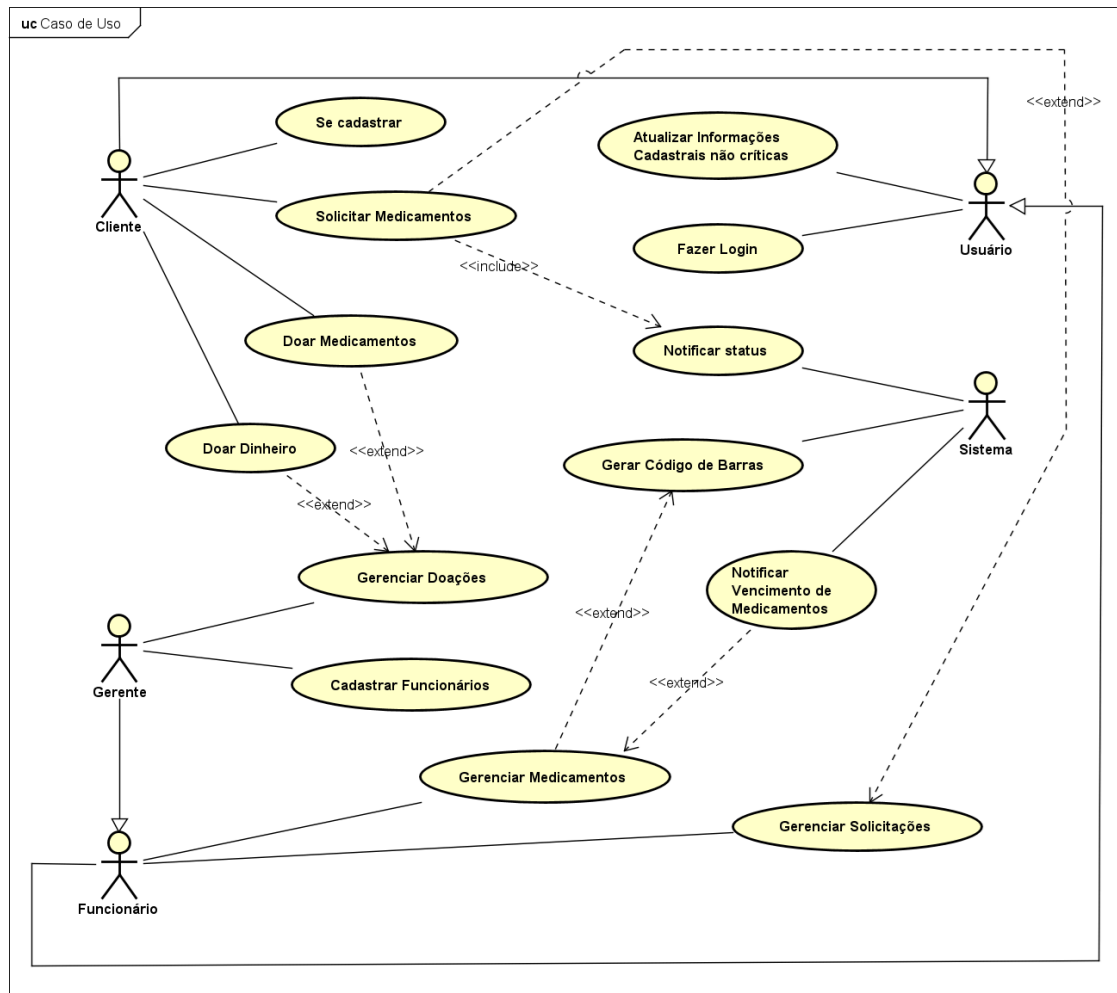 uc Caso de Uso
<<extend>>
Se cadastrar
Atualizar Informações
Cadastrais não críticas
Cliente
Solicitar Medicamentos
Usuário
Fazer Login
<<include>>
Doar Medicamentos
Notificar status
Doar Dinheiro
<<extend>>
Gerar Código de Barras
Sistema
<<extend>>
Gerenciar Doações
Notificar
Vencimento de
Medicamentos
<<extend>>
Gerente
Cadastrar Funcionários
<<extend>>
Gerenciar Medicamentos
Gerenciar Solicitações
Funcionário